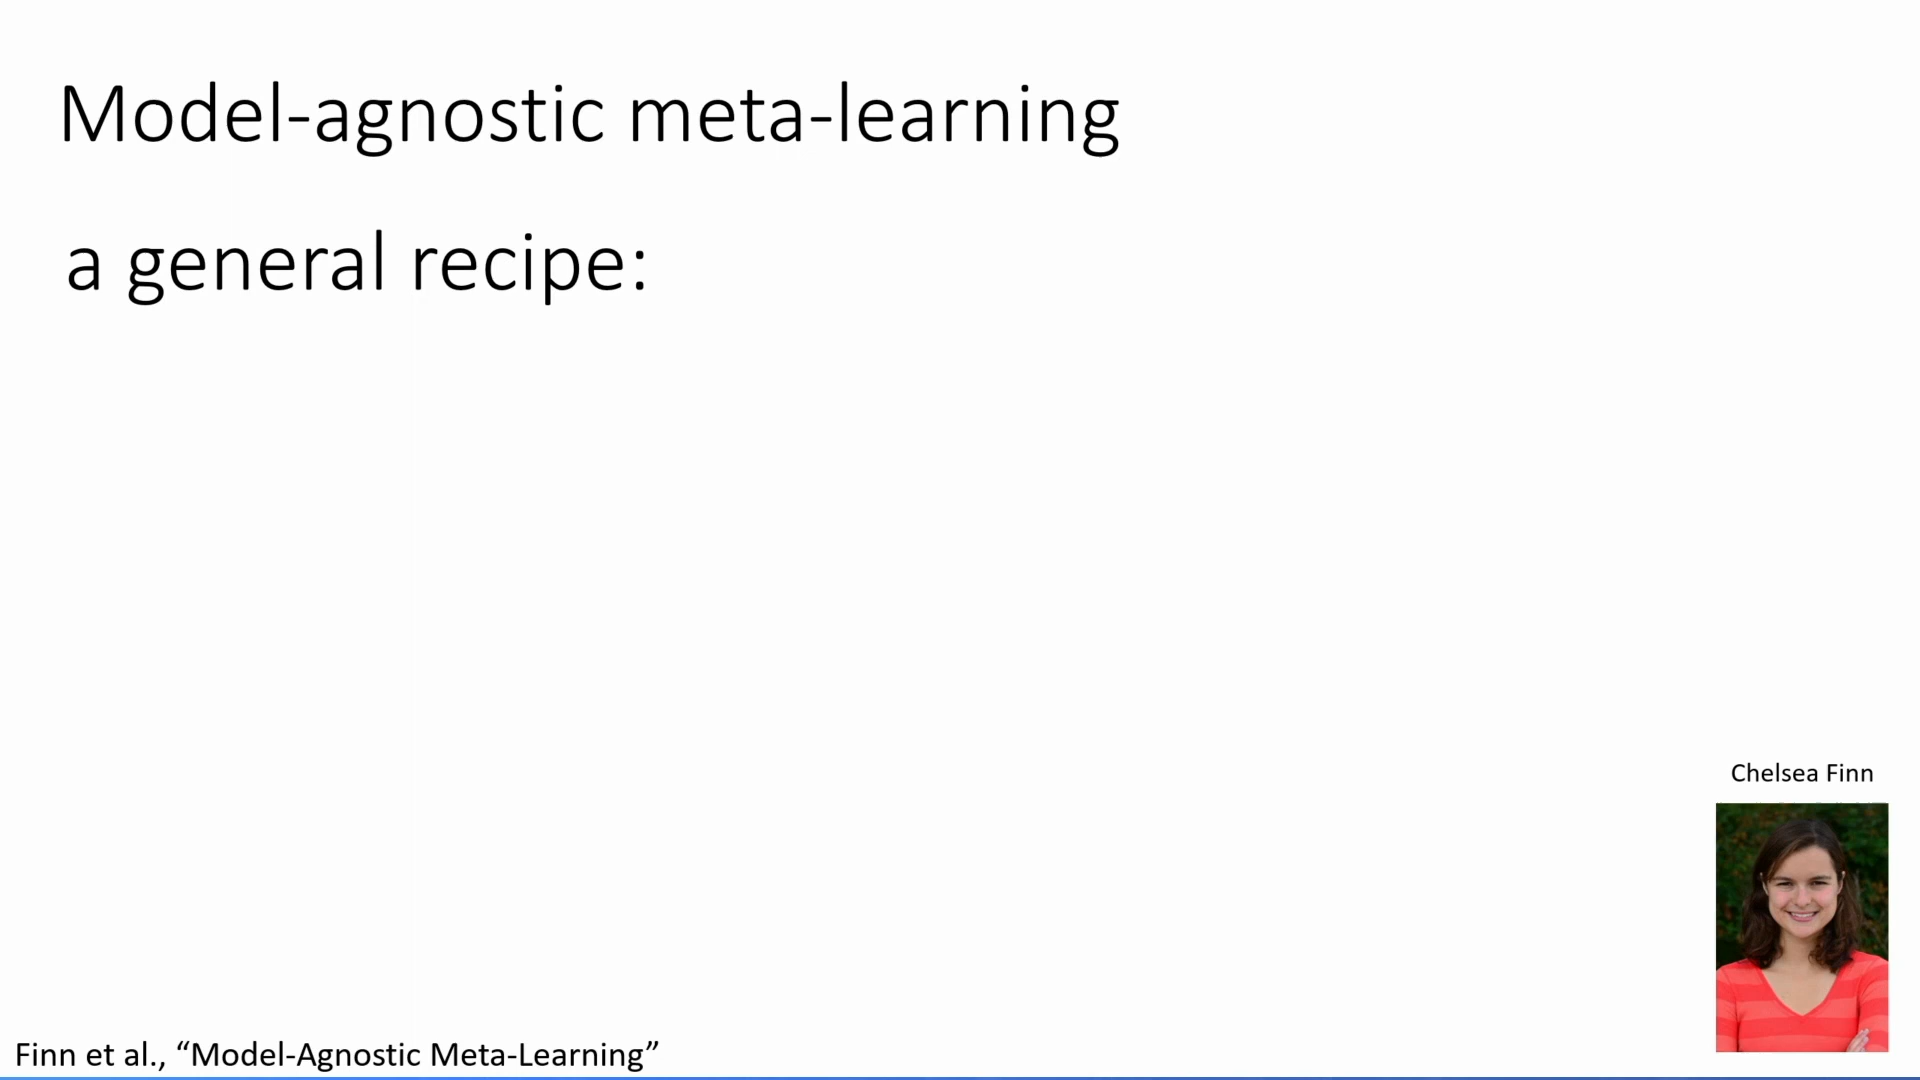 Model-agnostic meta-learning
a general recipe:
Chelsea Finn
Finn et al., “Model-Agnostic Meta-Learning”